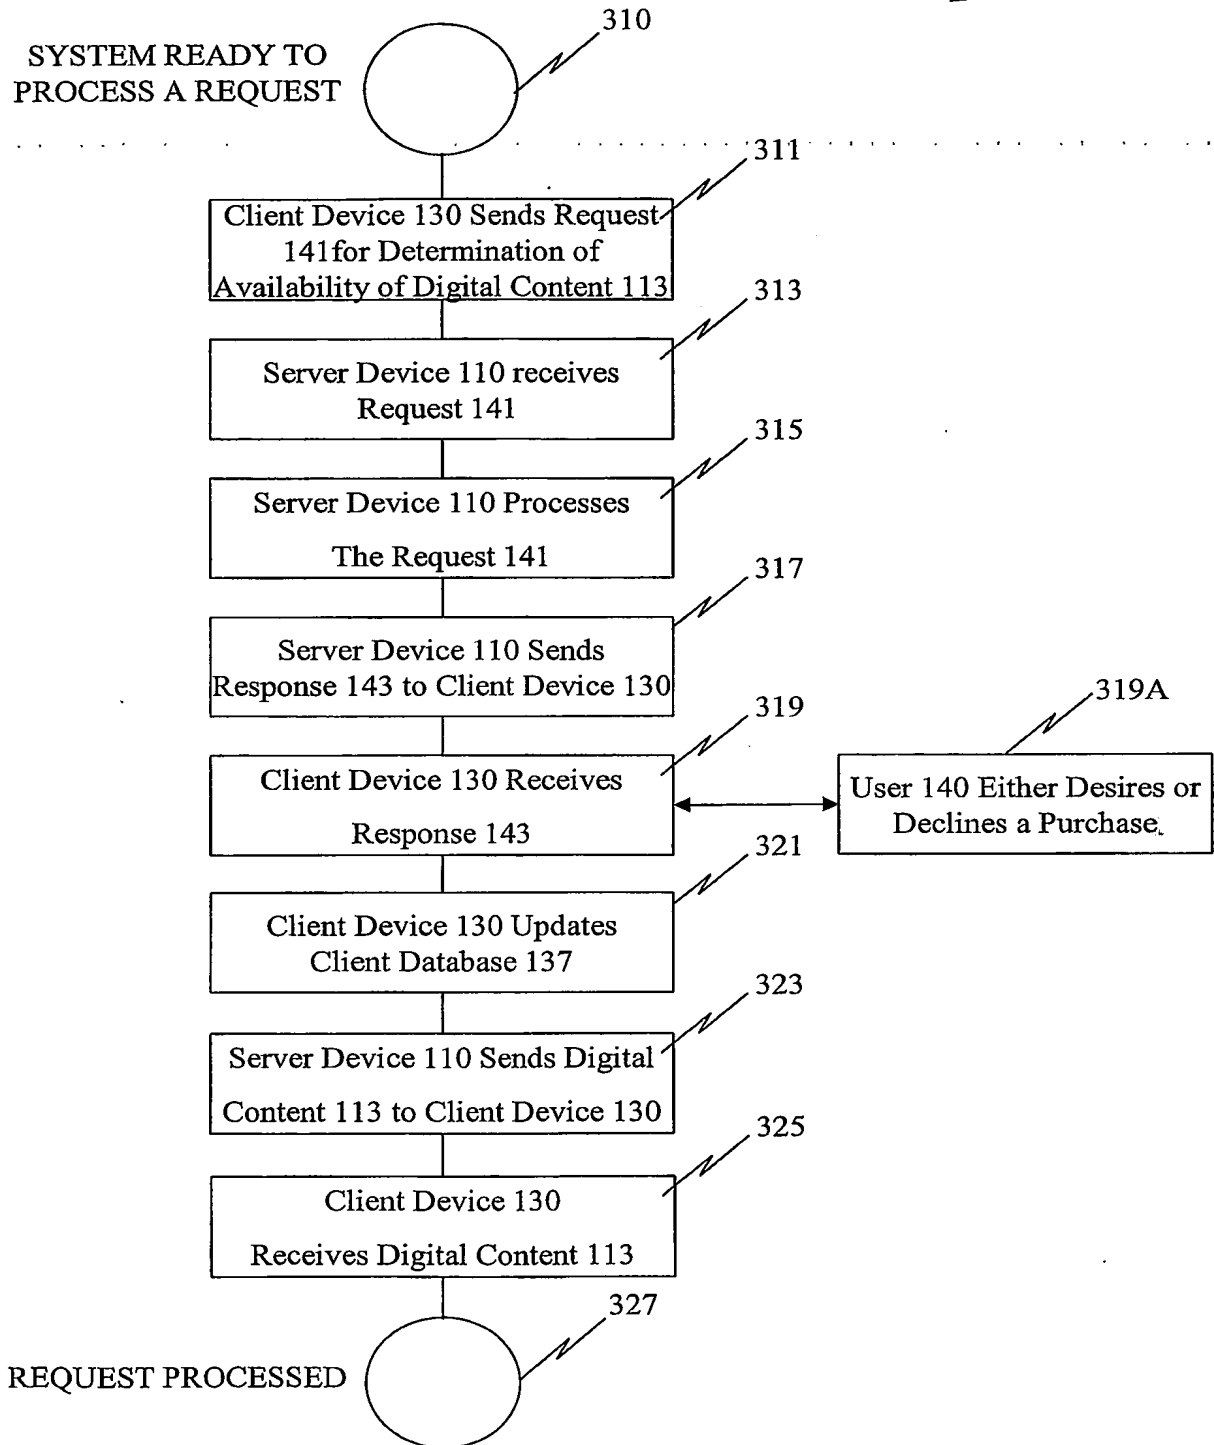 310
SYSTEM READY TO
PROCESS A REQUEST
311
Client Device 130 Sends Request
141for Determination of
Availability of Digital Content 113
313
Server Device 110 receives
Request 141
315
Server Device 110 Processes
The Request 141
317
Server Device 110 Sends
Response 143 to Client Device 130
319
Client Device 130 Receives
Response 143
319A
User 140 Either Desires or
Declines a Purchase
321
Client Device 130 Updates
Client Database 137
323
Server Device 110 Sends Digital
Content 113 to Client Device 130
325
Client Device 130
Receives Digital Content 113
327
REQUEST PROCESSED